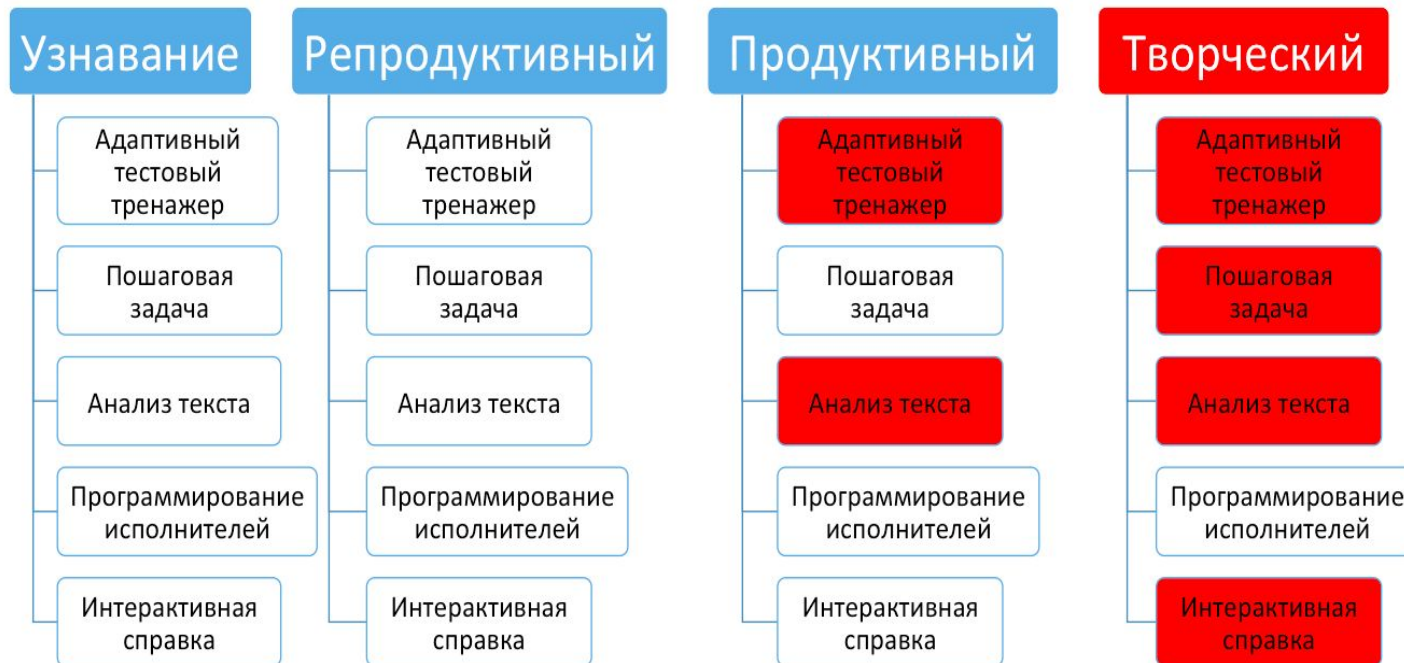 Узнавание
Адаптивный
тестовый
тренажер
Пошаговая
задача
Анализ текста
Программирование
исполнителей
Интерактивная
справка
Репродуктивный
Адаптивный
тестовый
тренажер
Пошаговая
задача
Анализ текста
Программирование
исполнителей
Интерактивная
справка
Продуктивный
Адаптивный
тестовый
тренажер
Пошаговая
задача
Анализ текста
Программирование
исполнителей
Интерактивная
справка
Творческий
Адаптивный
тестовый
тренажер
Пошаговая
задача
Анализ текста
Программирование
исполнителей
Интерактивная
справка